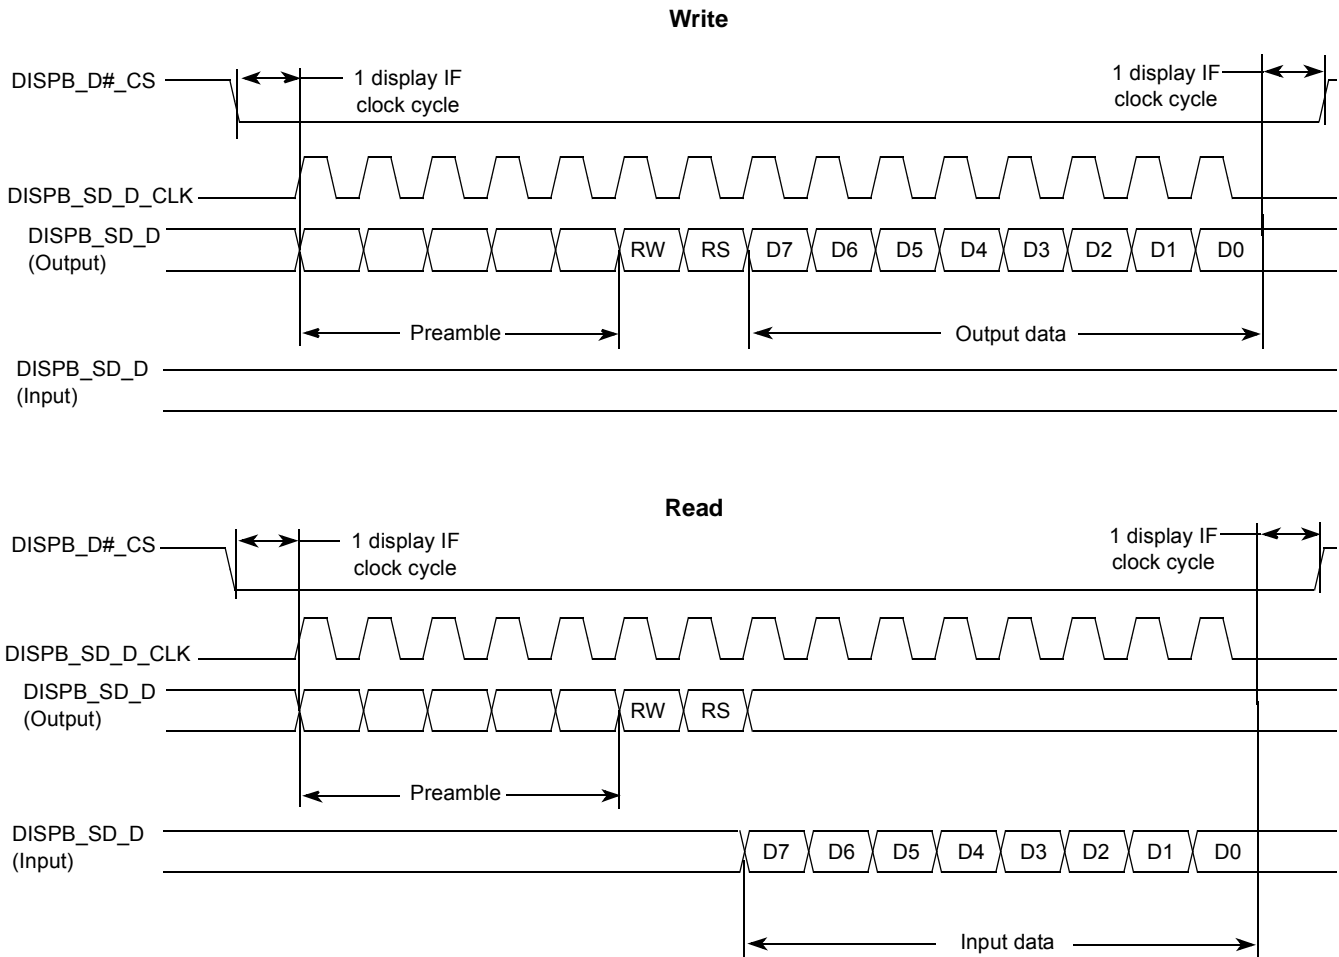 Write
DISPB_D#_CS
1 display IF
clock cycle
1 display IF
clock cycle
DISPB_SD_D_CLK
DISPB_SD_D
(Output)
RW RS D7 D6 D5 D4 D3 D2 D1 D0
Preamble
Output data
DISPB_SD_D
(Input)
Read
DISPB_D#_CS
1 display IF
clock cycle
1 display IF
clock cycle
DISPB_SD_D_CLK
DISPB_SD_D
(Output)
RW RS
Preamble
DISPB_SD_D
(Input)
D7 D6 D5 D4 D3 D2 D1 D0
Input data